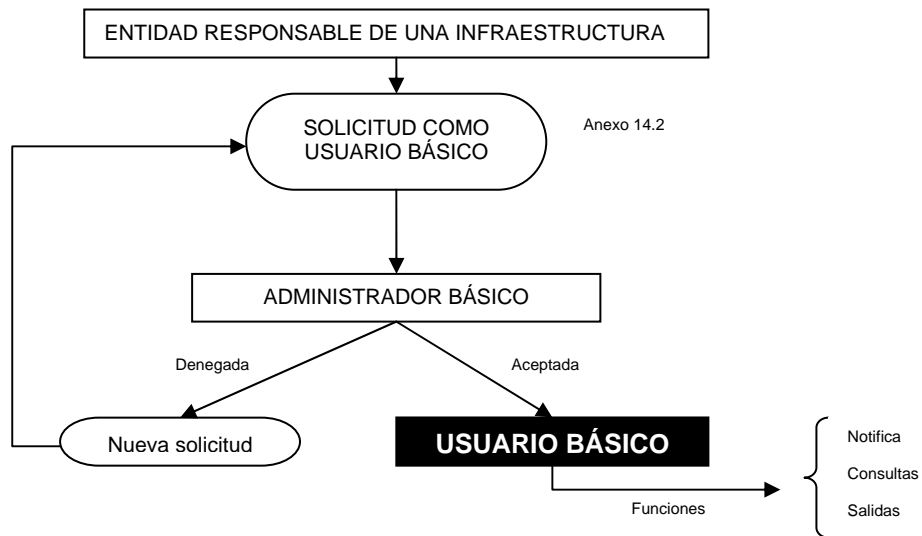 ENTIDAD RESPONSABLE DE UNA INFRAESTRUCTURA
SOLICITUD COMO
USUARIO BÁSICO
Anexo 14.2
ADMINISTRADOR BÁSICO
Denegada
Aceptada
Nueva solicitud
USUARIO BÁSICO
Funciones
Notifica
Consultas
Salidas